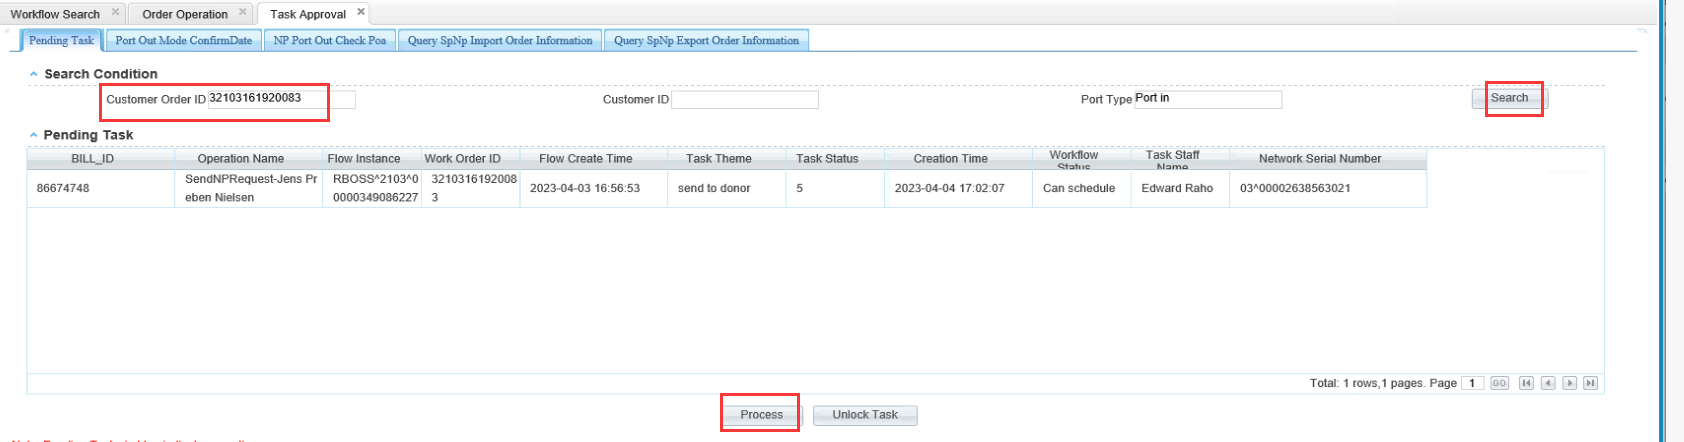 Workflow Search × Order Operation × Task Approval ×
Pending Task Port Out Mode ConfirmDate NP Port Out Check Poa Query SpNp Import Order Information Query SpNp Export Order Information
Search Condition
Customer Order ID 32103161920083 Customer ID Port Type Port in Search
Pending Task
BILL_ID Operation Name Flow Instance Work Order ID Flow Create Time Task Theme Task Status Creation Time Workflow Status Task Staff Name Network Serial Number
86674748 SendNPRequest-Jens Pr RBOSS^2103^0 3210316192008 2023-04-03 16:56:53 send to donor 5 2023-04-04 17:02:07 Can schedule Edward Raho 03^00002638563021
eben Nielsen 0000349086227 3
Total: 1 rows,1 pages. Page 1 GO
Process Unlock Task